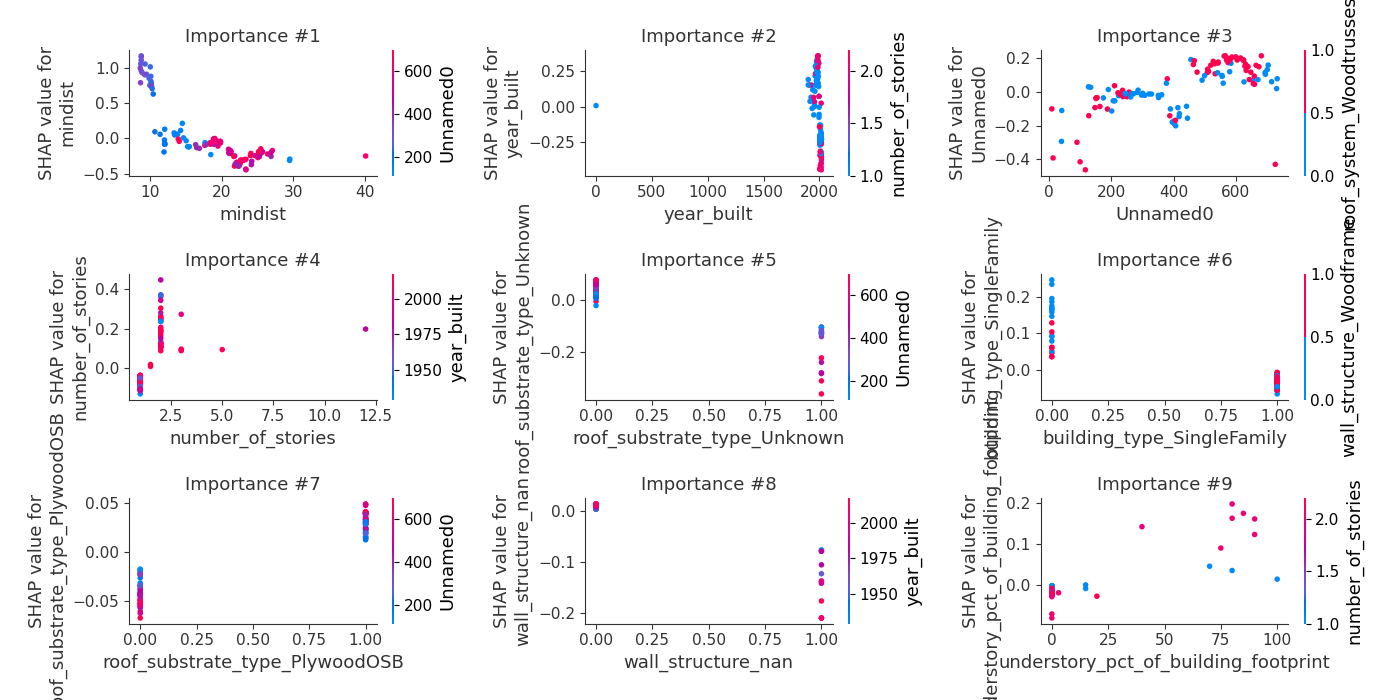 Importance #1
SHAP value for
mindist
1.0
0.5
0.0
−0.5
10
20
30
40
mindist
600
400
200
Unnamed0
Importance #2
SHAP value for
year_built
0.25
0.00
−0.25
0
500
1000
1500
2000
year_built
2.0
1.5
1.0
number_of_stories
Importance #3
SHAP value for
Unnamed0
0.2
0.0
−0.2
−0.4
0
200
400
600
Unnamed0
1.0
0.5
0.0
roof_system_Woodtrusses
Importance #4
SHAP value for
number_of_stories
0.4
0.2
0.0
2.5
5.0
7.5
10.0
12.5
number_of_stories
2000
1975
1950
year_built
Importance #5
SHAP value for
roof_substrate_type_Unknown
0.0
−0.2
0.00
0.25
0.50
0.75
1.00
roof_substrate_type_Unknown
600
400
200
Unnamed0
Importance #6
SHAP value for
building_type_SingleFamily
0.2
0.1
0.0
0.00
0.25
0.50
0.75
1.00
building_type_SingleFamily
1.0
0.5
0.0
wall_structure_Woodframe
Importance #7
SHAP value for
oof_substrate_type_PlywoodOSB
0.05
0.00
−0.05
0.00
0.25
0.50
0.75
1.00
roof_substrate_type_PlywoodOSB
600
400
200
Unnamed0
Importance #8
SHAP value for
wall_structure_nan
0.0
−0.1
−0.2
0.00
0.25
0.50
0.75
1.00
wall_structure_nan
2000
1975
1950
year_built
Importance #9
SHAP value for
derstory_pct_of_building_footprint
0.2
0.1
0.0
0
25
50
75
100
understory_pct_of_building_footprint
2.0
1.5
1.0
number_of_stories